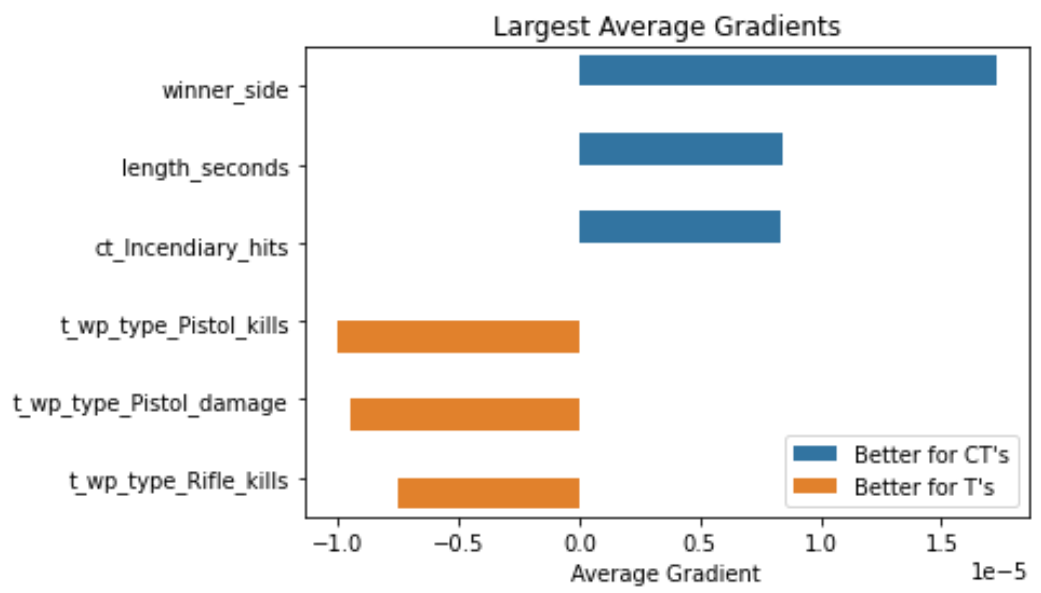 Largest Average Gradients
winner_side
length_seconds
ct_Incendiary_hits
t_wp_type_Pistol_kills
t_wp_type_Pistol_damage
t_wp_type_Rifle_kills
Better for CT's
Better for T's
−1.0 −0.5 0.0 0.5 1.0 1.5
1e−5
Average Gradient